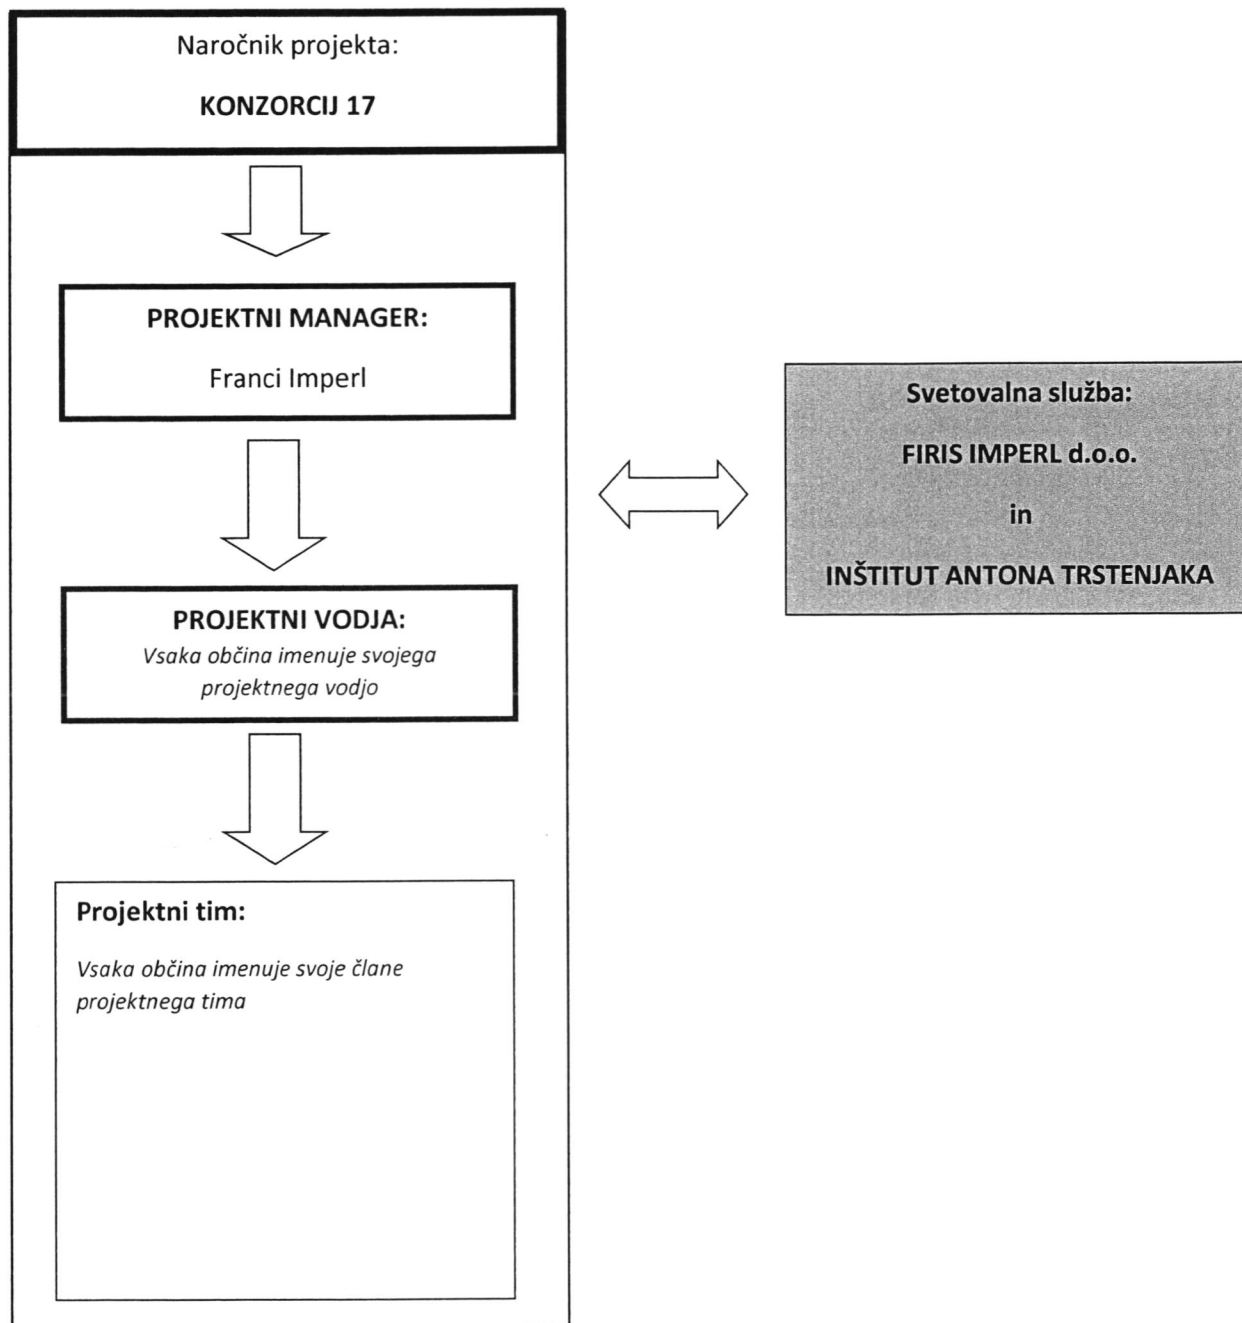 Naročnik projekta:
KONZORCIJ 17
PROJEKTNI MANAGER:
Franci Imperl
PROJEKTNI VODJA:
Vsaka občina imenuje svojega
projektnega vodjo
Projektni tim:
Vsaka občina imenuje svoje člane
projektnega tima
Svetovalna služba:
FIRIS IMPERL d.o.o.
in
INŠTITUT ANTONA TRSTENJAKA